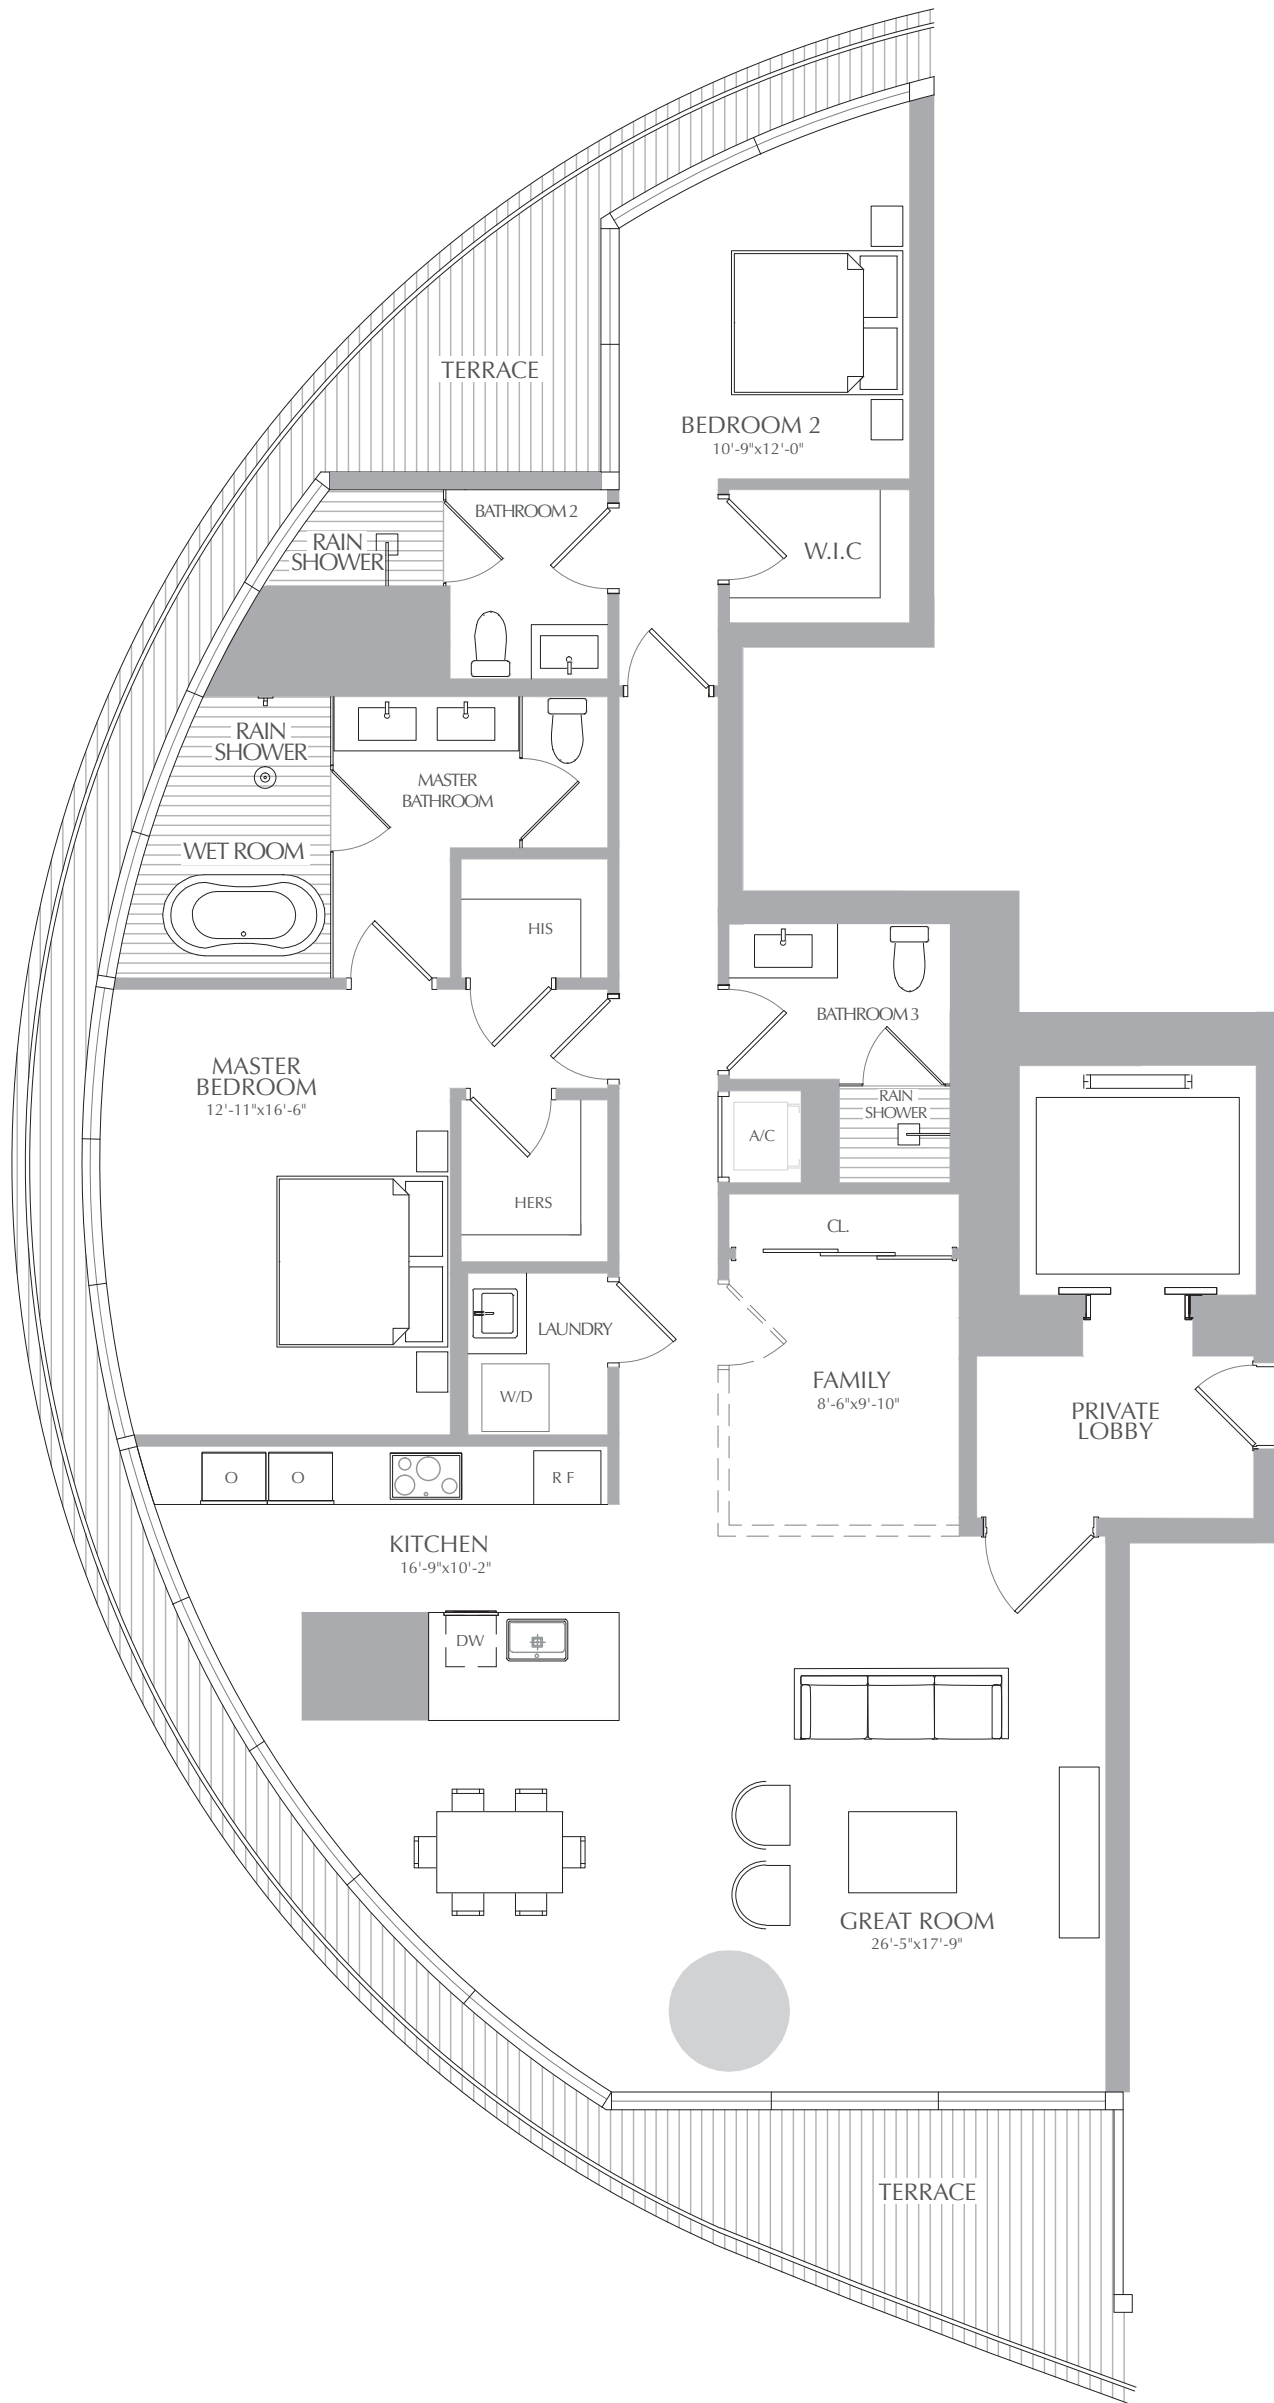 TERRACE
BEDROOM 2
10'-9"x12'-0"
BATHROOM 2
RAIN
SHOWER
W.I.C
RAIN
SHOWER
MASTER
BATHROOM
WET ROOM
HIS
BATHROOM 3
MASTER
BEDROOM
12'-11"x16'-6"
RAIN
SHOWER
A/C
HERS
CL.
LAUNDRY
FAMILY
8'-6"x9'-10"
W/D
PRIVATE
LOBBY
O
O
R F
KITCHEN
16'-9"x10'-2"
DW
GREAT ROOM
26'-5"x17'-9"
TERRACE